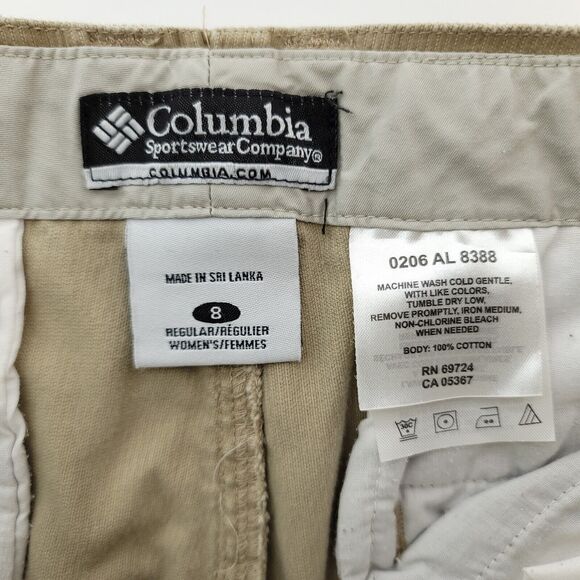 Columbia
Sportswear Company®
COLUMBIA.COM
MADE IN SRI LANKA
8
REGULAR/RÉGULIER
WOMEN'S/FEMMES
0206 AL 8388
MACHINE WASH COLD GENTLE,
WITH LIKE COLORS,
TUMBLE DRY LOW,
REMOVE PROMPTLY, IRON MEDIUM,
NON-CHLORINE BLEACH
WHEN NEEDED
BODY: 100% COTTON
RN 69724
CA 05367